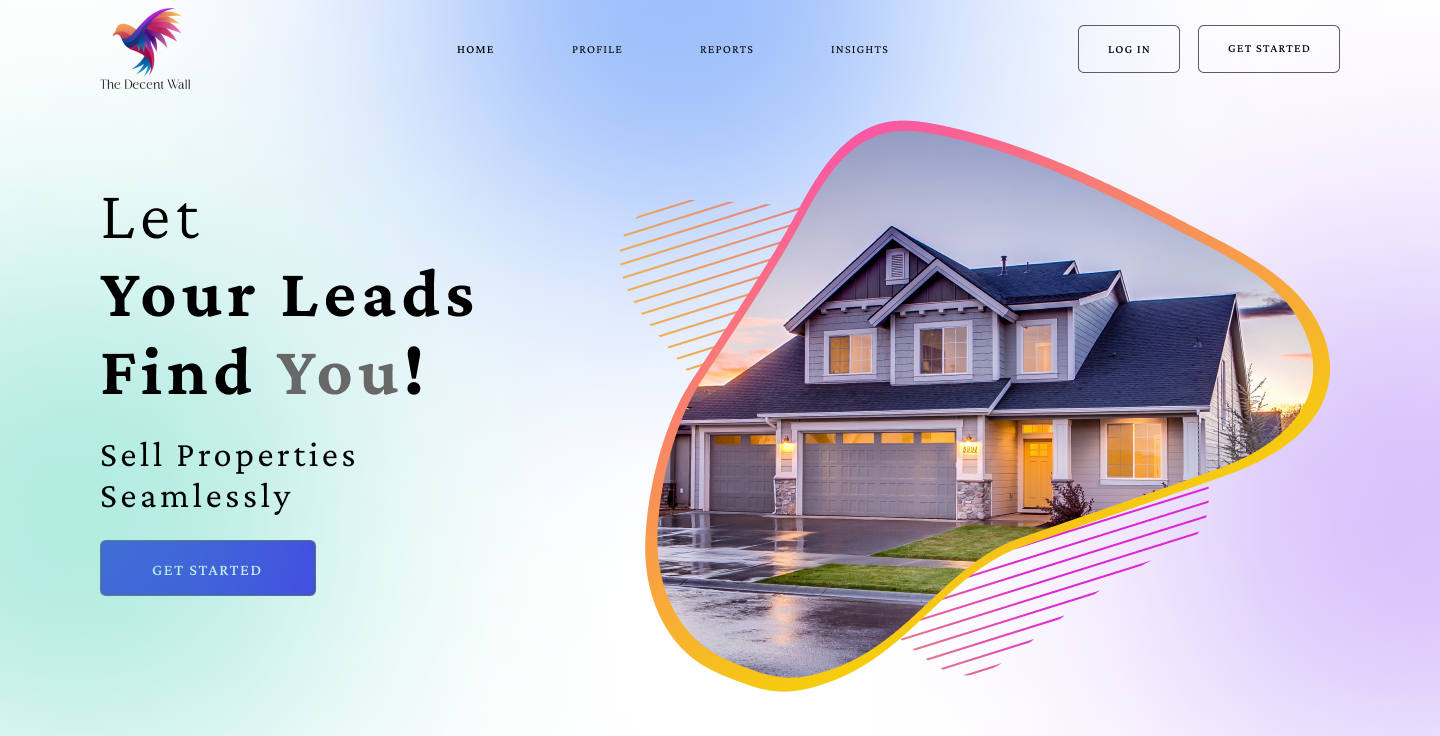 The Decent Wall
HOME
PROFILE
REPORTS
INSIGHTS
LOG IN
GET STARTED
Let
Your Leads
Find You!
Sell Properties
Seamlessly
GET STARTED